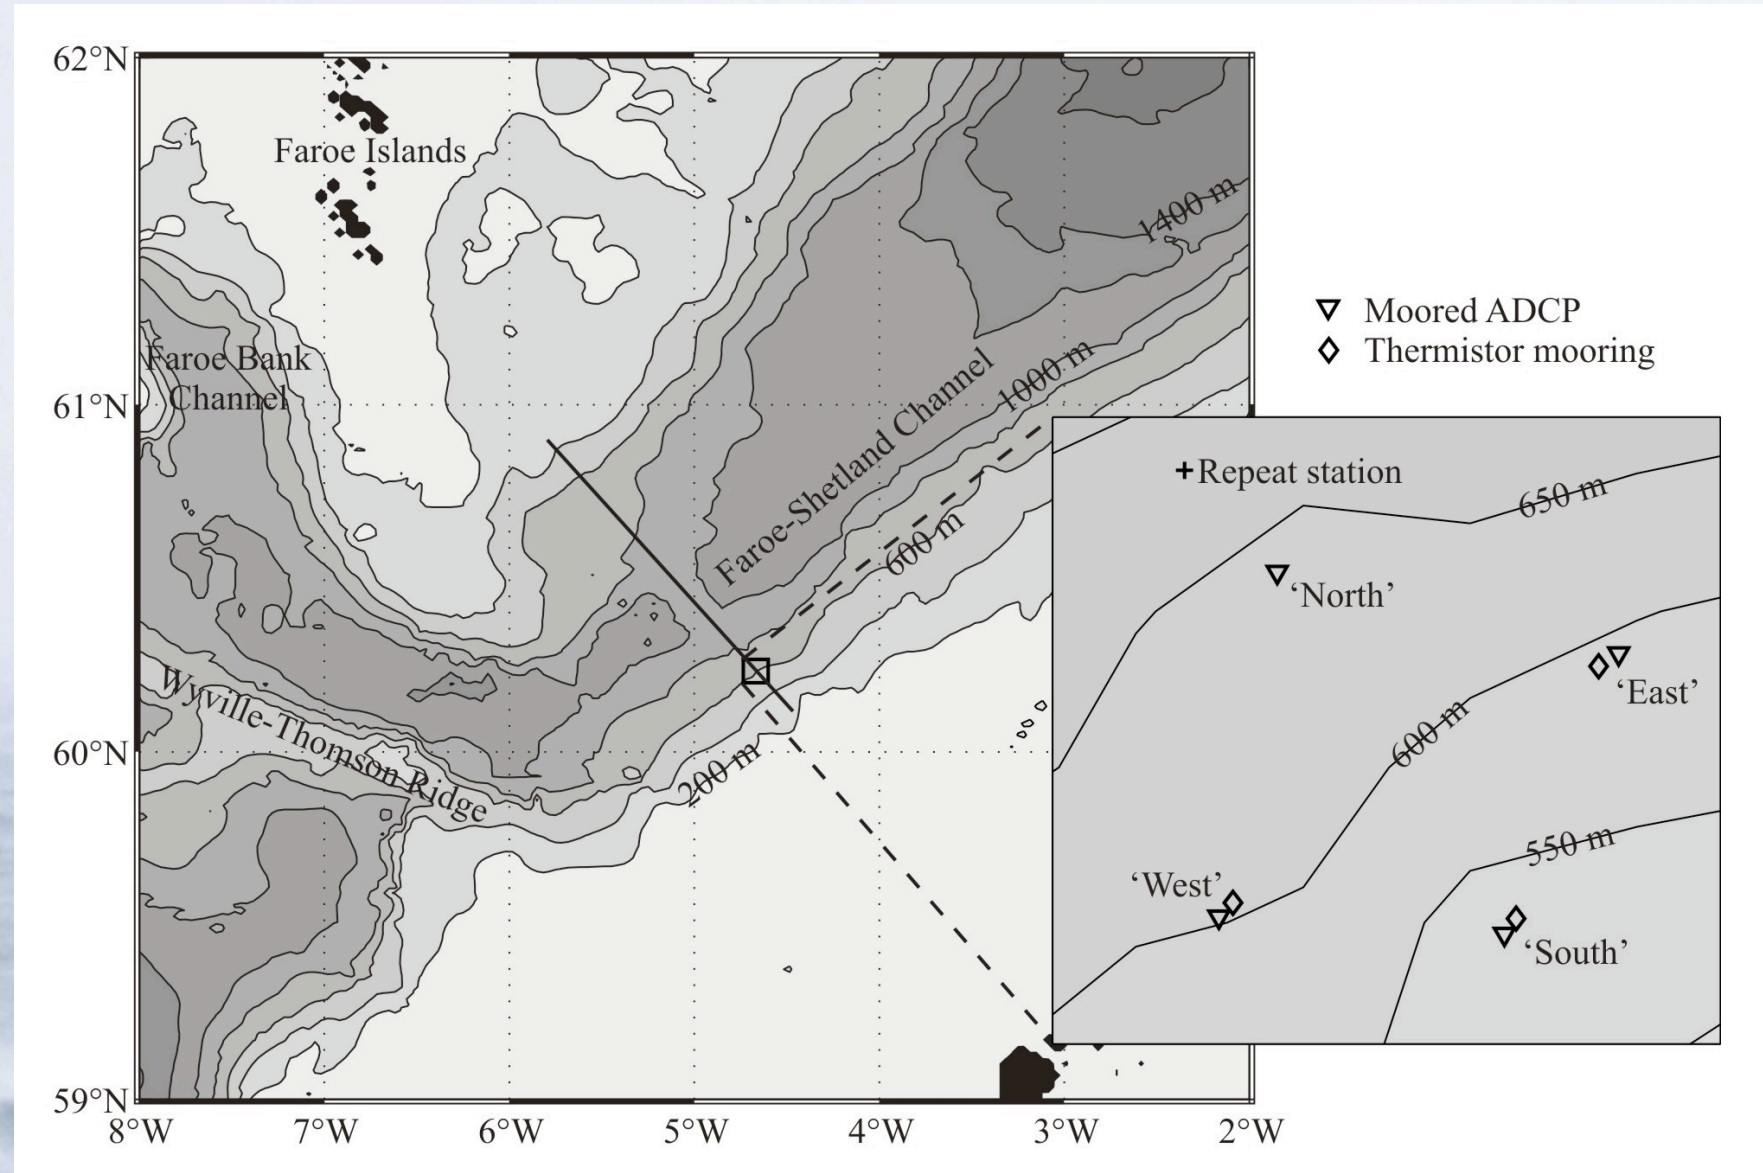 62°N
61°N
60°N
59°N
8°W
7°W
6°W
5°W
4°W
3°W
2°W
Faroe Islands
Faroe Bank
Channel
Wyville-Thomson Ridge
Faroe-Shetland Channel
1400 m
1000 m
600 m
200 m
Moored ADCP
Thermistor mooring
+Repeat station
650 m
‘North’
‘East’
600 m
550 m
‘West’
‘South’